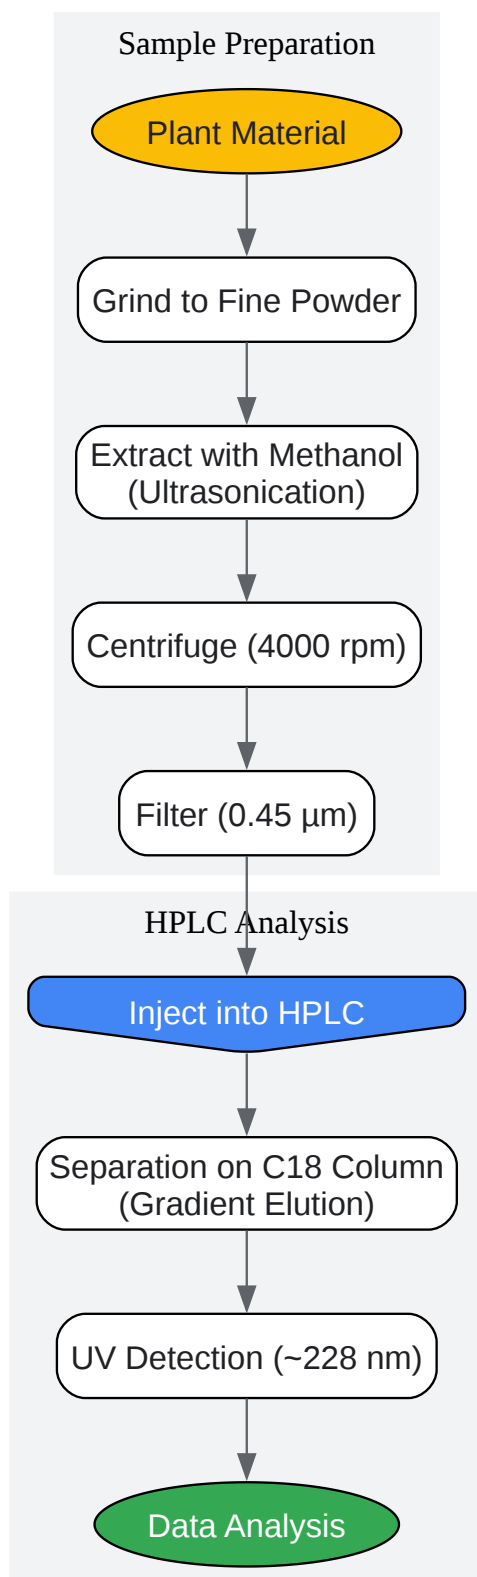 Sample Preparation
Plant Material
Grind to Fine Powder
Extract with Methanol
(Ultrasonication)
Centrifuge (4000 rpm)
Filter (0.45 µm)
HPLC Analysis
Inject into HPLC
Separation on C18 Column
(Gradient Elution)
UV Detection (~228 nm)
Data Analysis